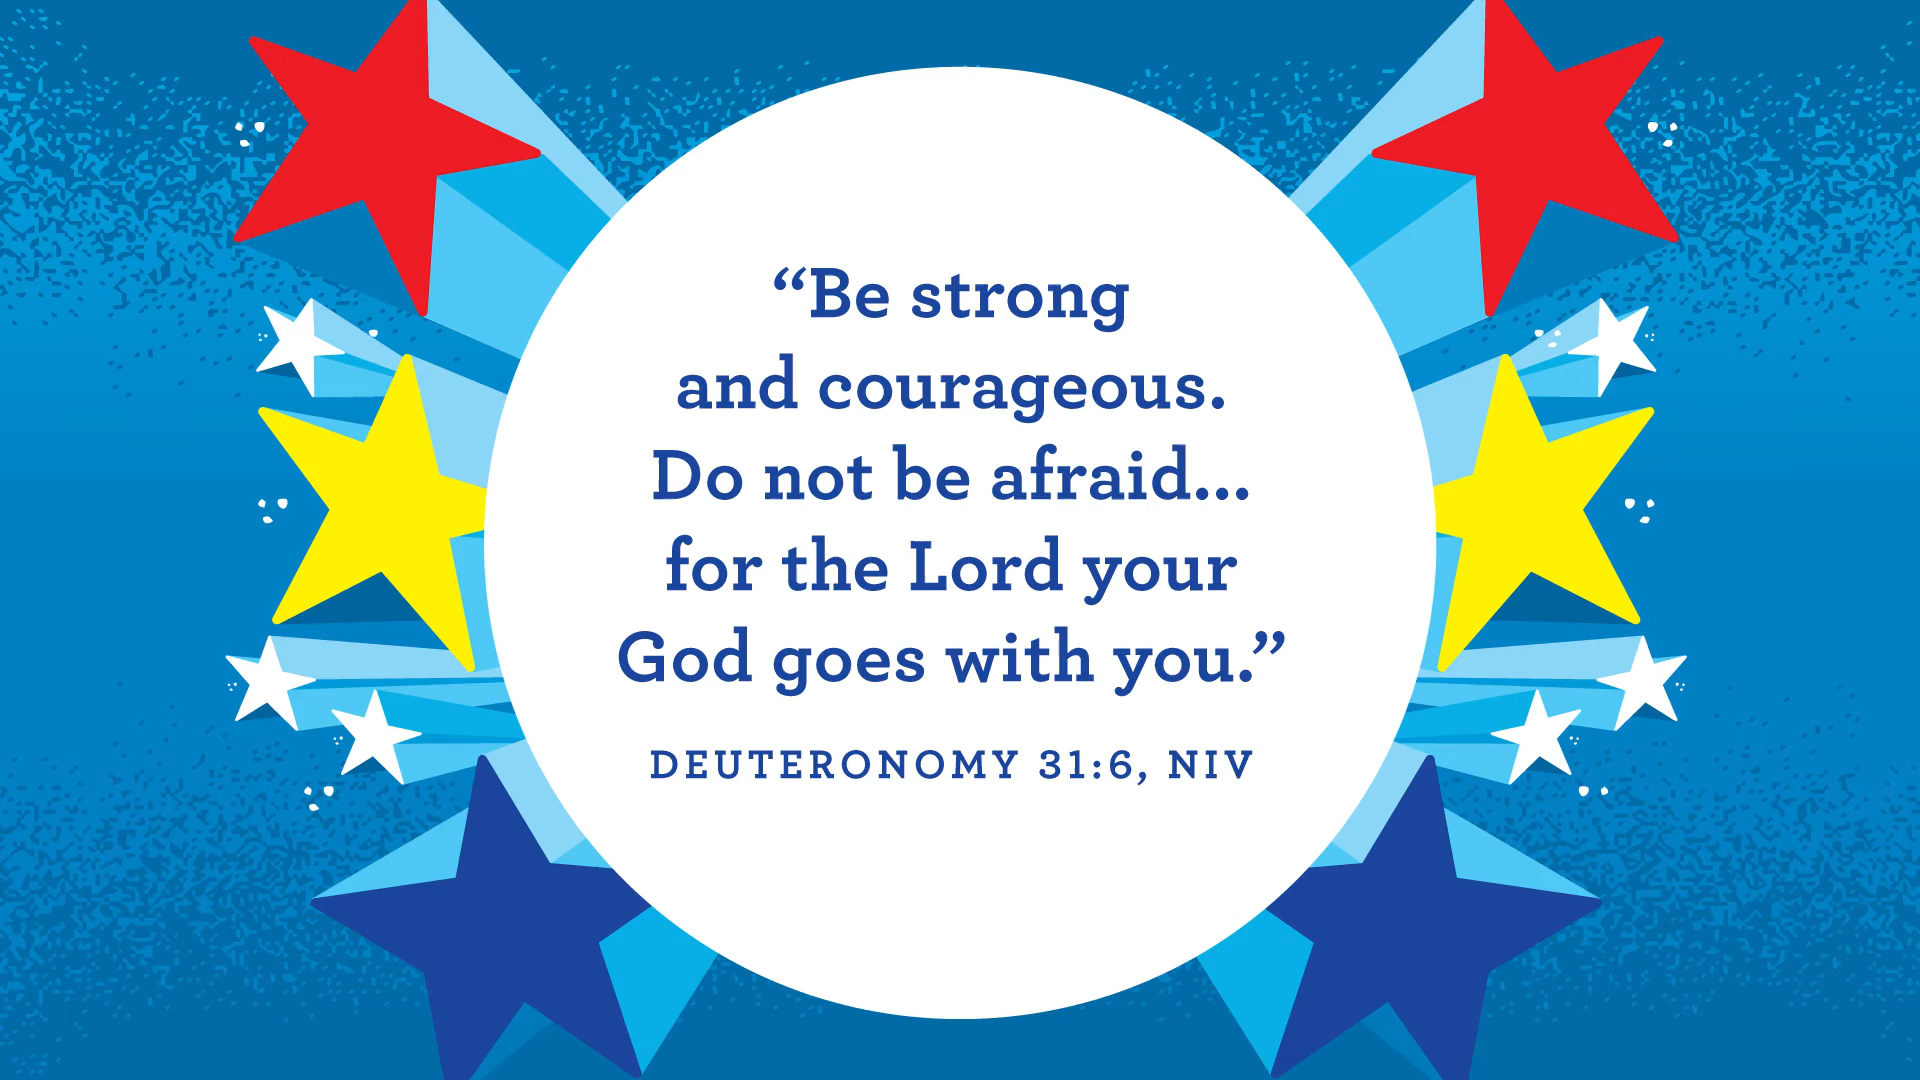 “Be strong
and courageous.
Do not be afraid...
for the Lord your
God goes with you.”
DEUTERONOMY 31:6, NIV